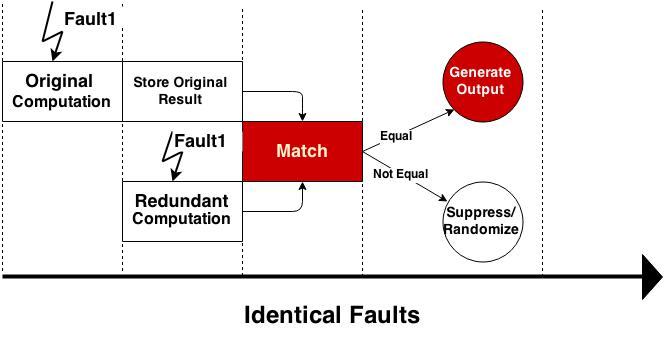 Fault1
Original
Computation
Store Original
Result
Fault1
Match
Redundant
Computation
Equal
Not Equal
Generate
Output
Suppress/
Randomize
Identical Faults